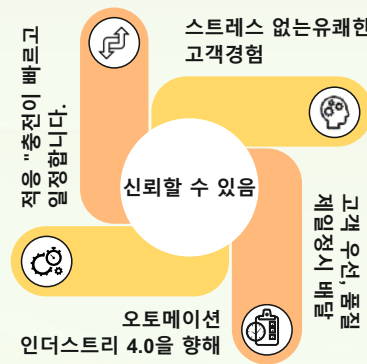 스트레스 없는유쾌한
고객경험
적응 "충전이 빠르고
일정합니다.
신뢰할 수 있음
고객 우선, 품질
제일정시 배달
오토메이션
인더스트리 4.0을 향해